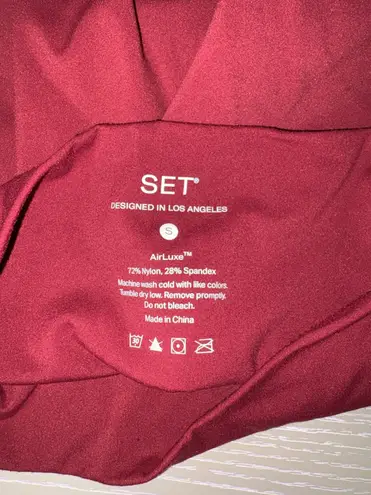 SET®
DESIGNED IN LOS ANGELES
S
AirLuxe™
72% Nylon, 28% Spandex
Machine wash cold with like colors.
Tumble dry low. Remove promptly.
Do not bleach.
Made in China
30